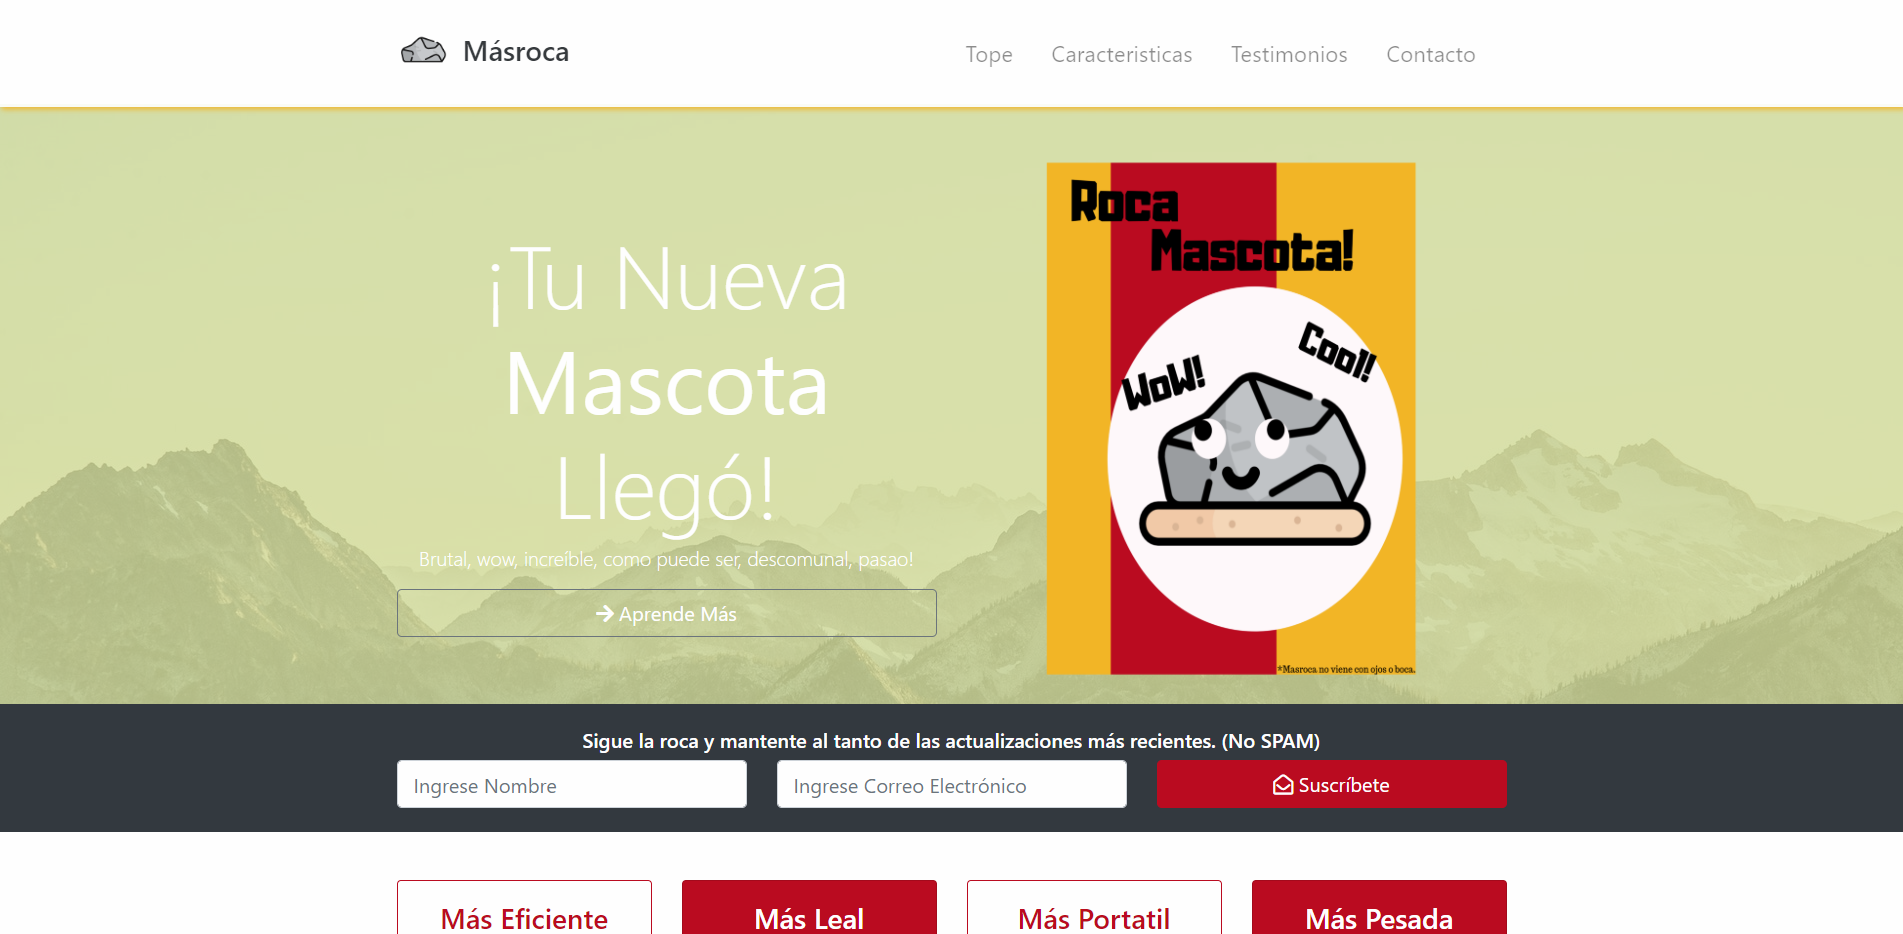 Másroca
Tope Caracteristicas Testimonios Contacto
¡Tu Nueva
Mascota
Llegó!
Brutal, wow, increíble, como puede ser, descomunal, pasao!
Aprende Más
Roca
Mascota!
WoW!
Cool!
*Masroca no viene con ojos o boca.
Sigue la roca y mantente al tanto de las actualizaciones más recientes. (No SPAM)
Ingrese Nombre
Ingrese Correo Electrónico
Suscríbete
Más Eficiente
Más Leal
Más Portatil
Más Pesada